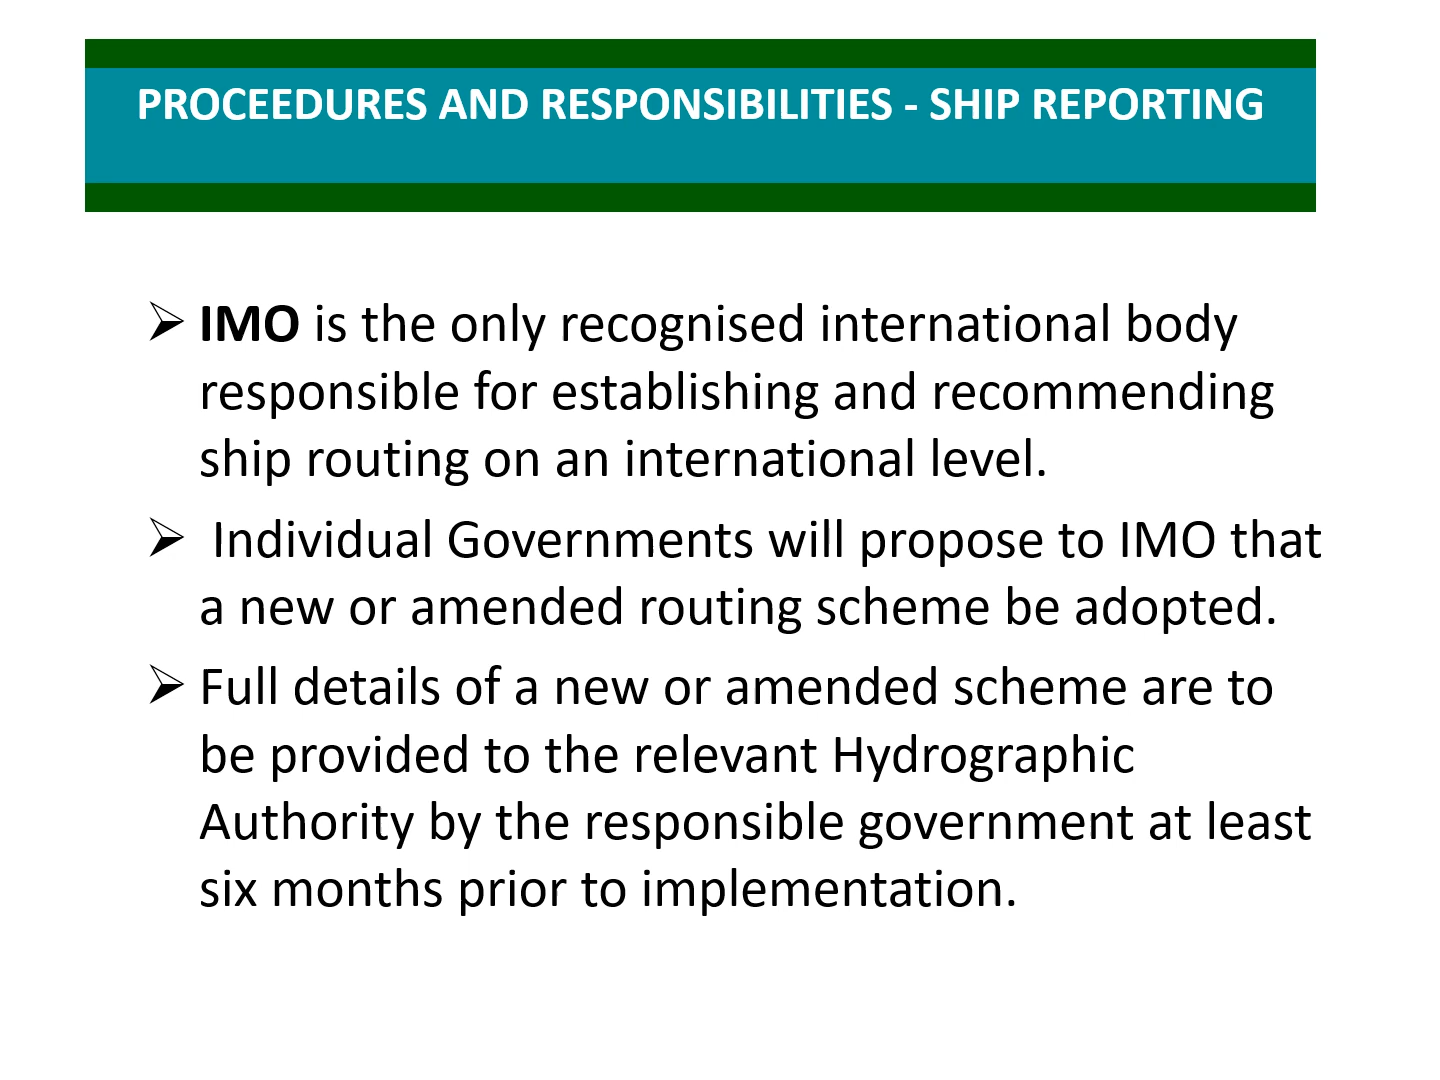 PROCEEDURES AND RESPONSIBILITIES - SHIP REPORTING
➢ IMO is the only recognised international body
responsible for establishing and recommending
ship routing on an international level.
➢ Individual Governments will propose to IMO that
a new or amended routing scheme be adopted.
➢ Full details of a new or amended scheme are to
be provided to the relevant Hydrographic
Authority by the responsible government at least
six months prior to implementation.